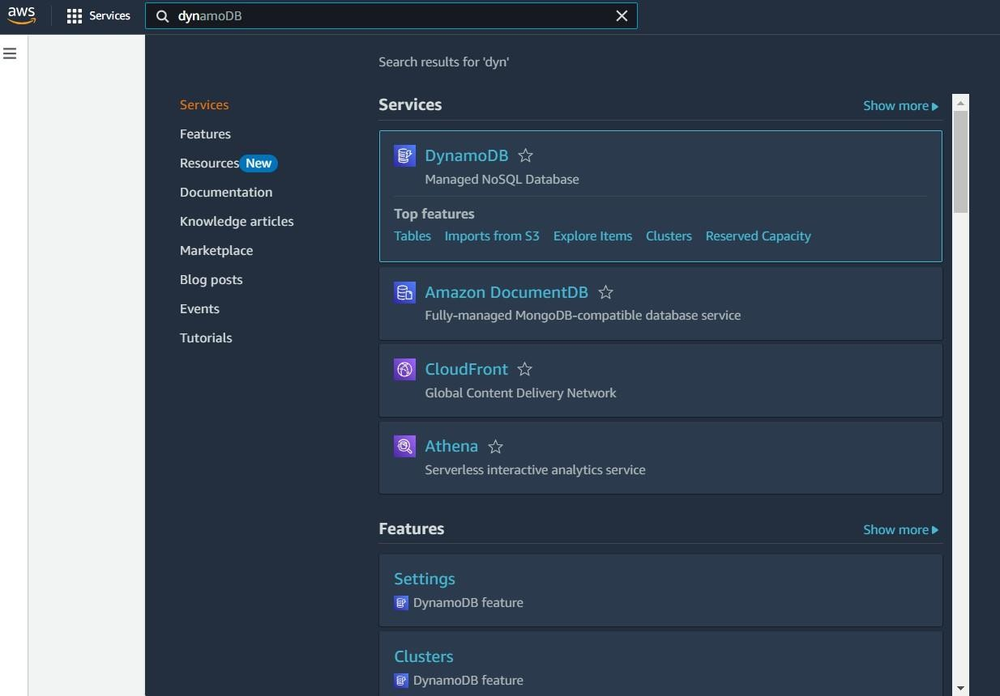 aws
Services
dynamoDB
Search results for 'dyn'
Services
Features
Resources New
Documentation
Knowledge articles
Marketplace
Blog posts
Events
Tutorials
Services
Show more
DynamoDB
Managed NoSQL Database
Top features
Tables Imports from S3 Explore Items Clusters Reserved Capacity
Amazon DocumentDB
Fully-managed MongoDB-compatible database service
CloudFront
Global Content Delivery Network
Athena
Serverless interactive analytics service
Features
Show more
Settings
DynamoDB feature
Clusters
DynamoDB feature